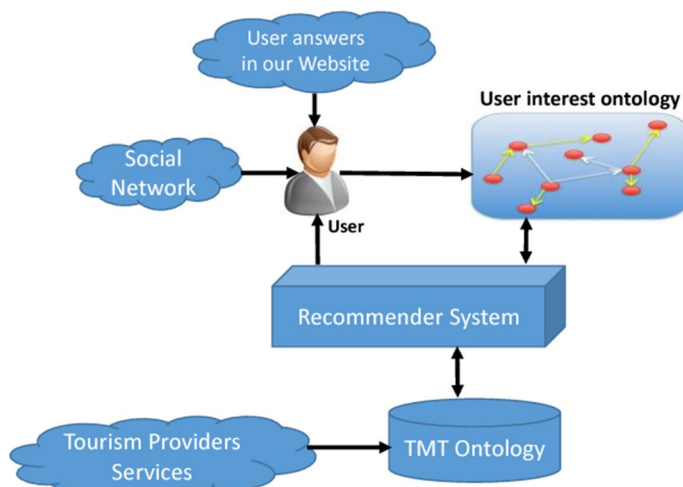 User answers
in our Website
User interest ontology
Social
Network
User
Recommender System
Tourism Providers
Services
TMT Ontology